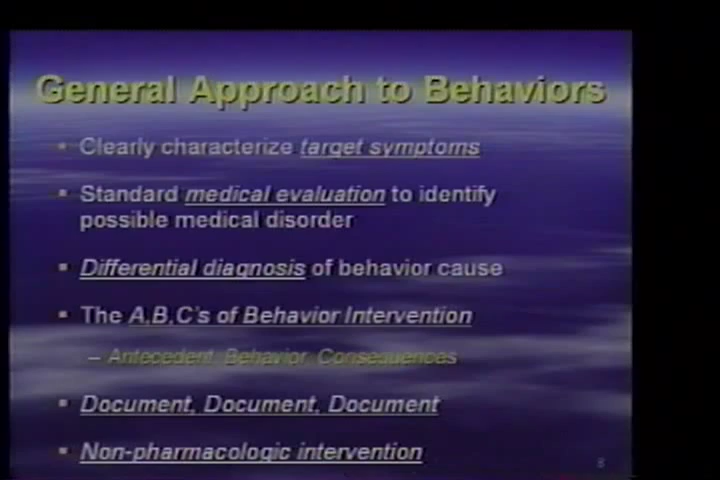 General Approach to Behaviors
▪ Clearly characterize target symptoms
▪ Standard medical evaluation to identify
possible medical disorder
▪ Differential diagnosis of behavior cause
▪ The A,B,C's of Behavior Intervention
– Antecedent, Behavior, Consequences
▪ Document, Document, Document
▪ Non-pharmacologic intervention
8